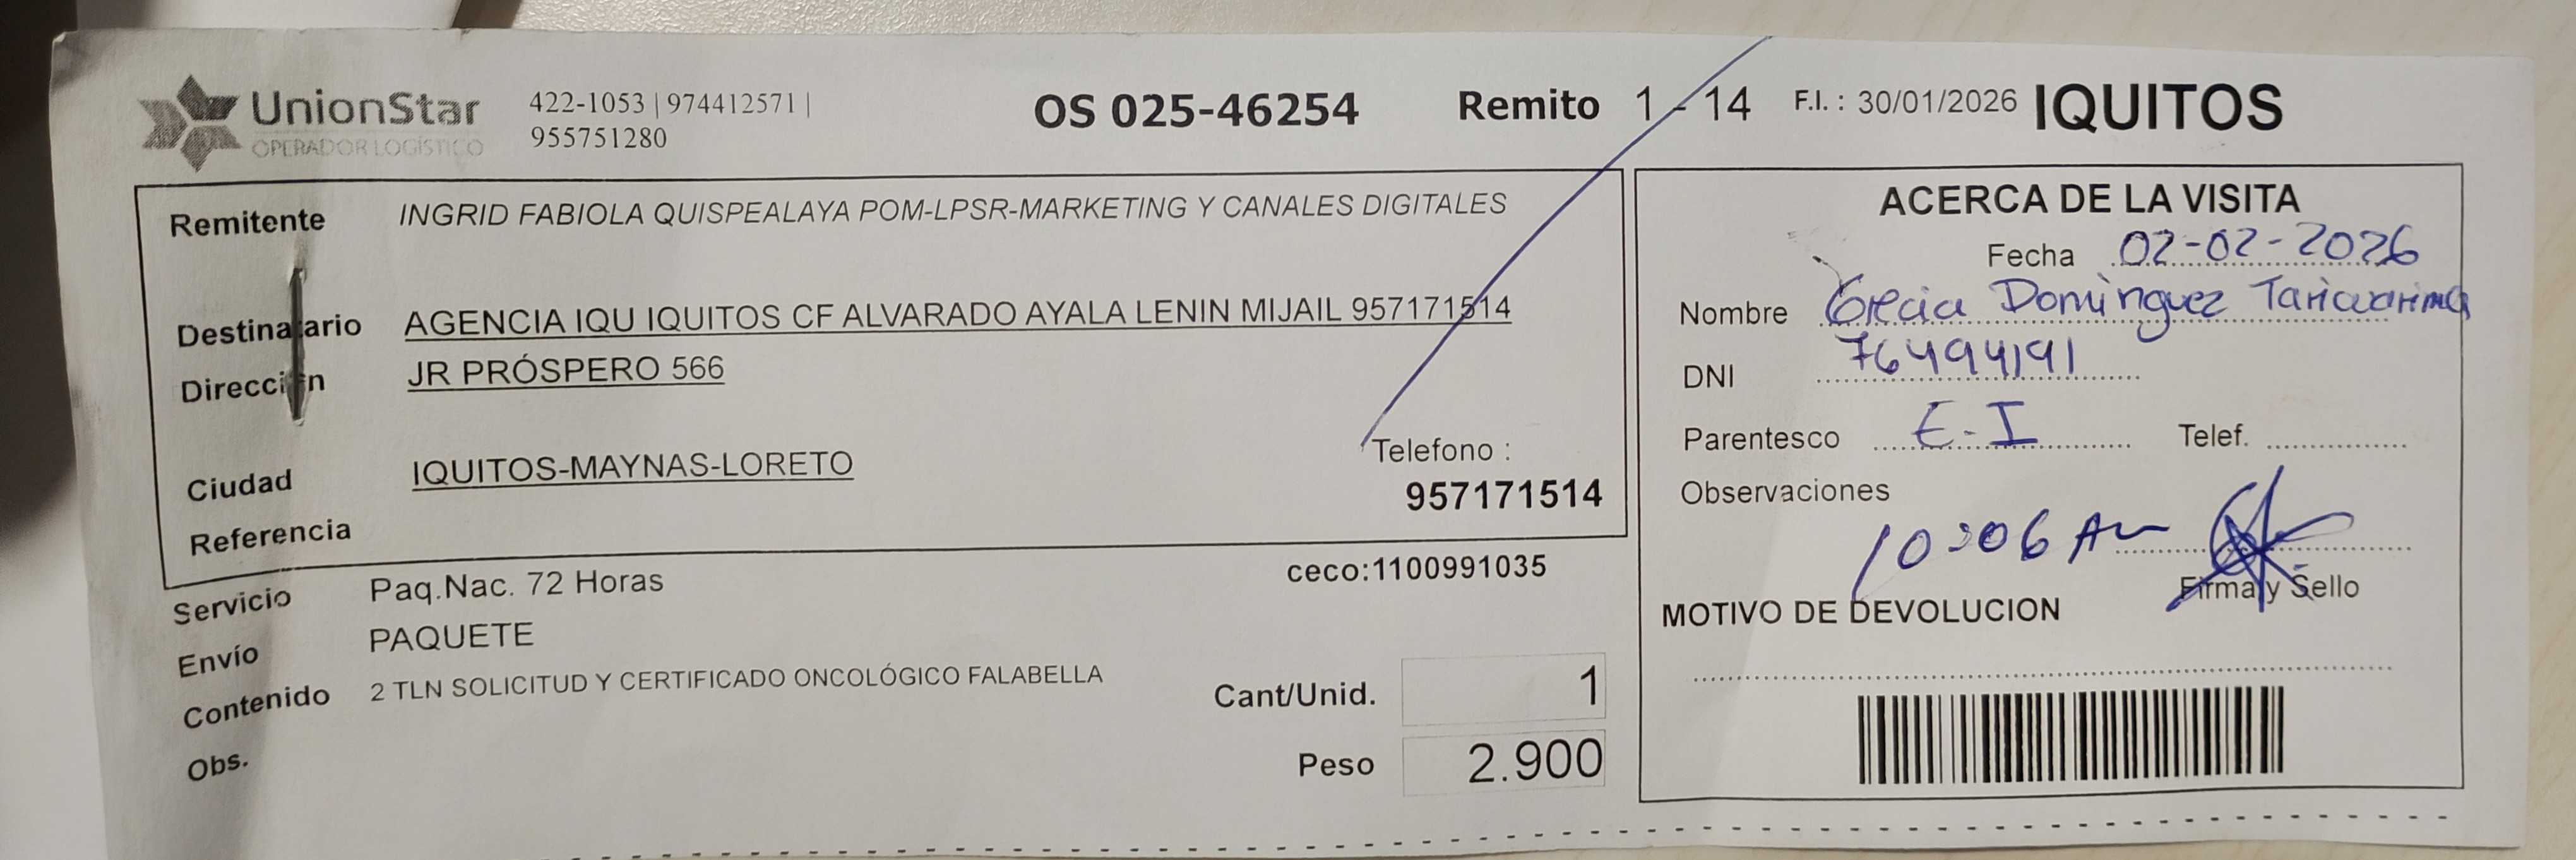 UnionStar
OPERADOR LOGÍSTICO
422-1053 | 974412571 |
955751280
OS 025-46254
Remito 1 - 14
F.I. : 30/01/2026
IQUITOS
Remitente INGRID FABIOLA QUISPEALAYA POM-LPSR-MARKETING Y CANALES DIGITALES
Destinatario AGENCIA IQU IQUITOS CF ALVARADO AYALA LENIN MIJAIL 957171514
Dirección JR PRÓSPERO 566
Ciudad IQUITOS-MAYNAS-LORETO
Telefono :
957171514
Referencia
ceco:1100991035
Servicio Paq.Nac. 72 Horas
Envío PAQUETE
Contenido 2 TLN SOLICITUD Y CERTIFICADO ONCOLÓGICO FALABELLA
Obs.
Cant/Unid. 1
Peso 2.900
ACERCA DE LA VISITA
Fecha 02-02-2026
Nombre Grecia Dominguez Taricuarima
DNI 76494191
Parentesco E-I Telef.
Observaciones
10:06 AM
Firma y Sello
MOTIVO DE DEVOLUCION